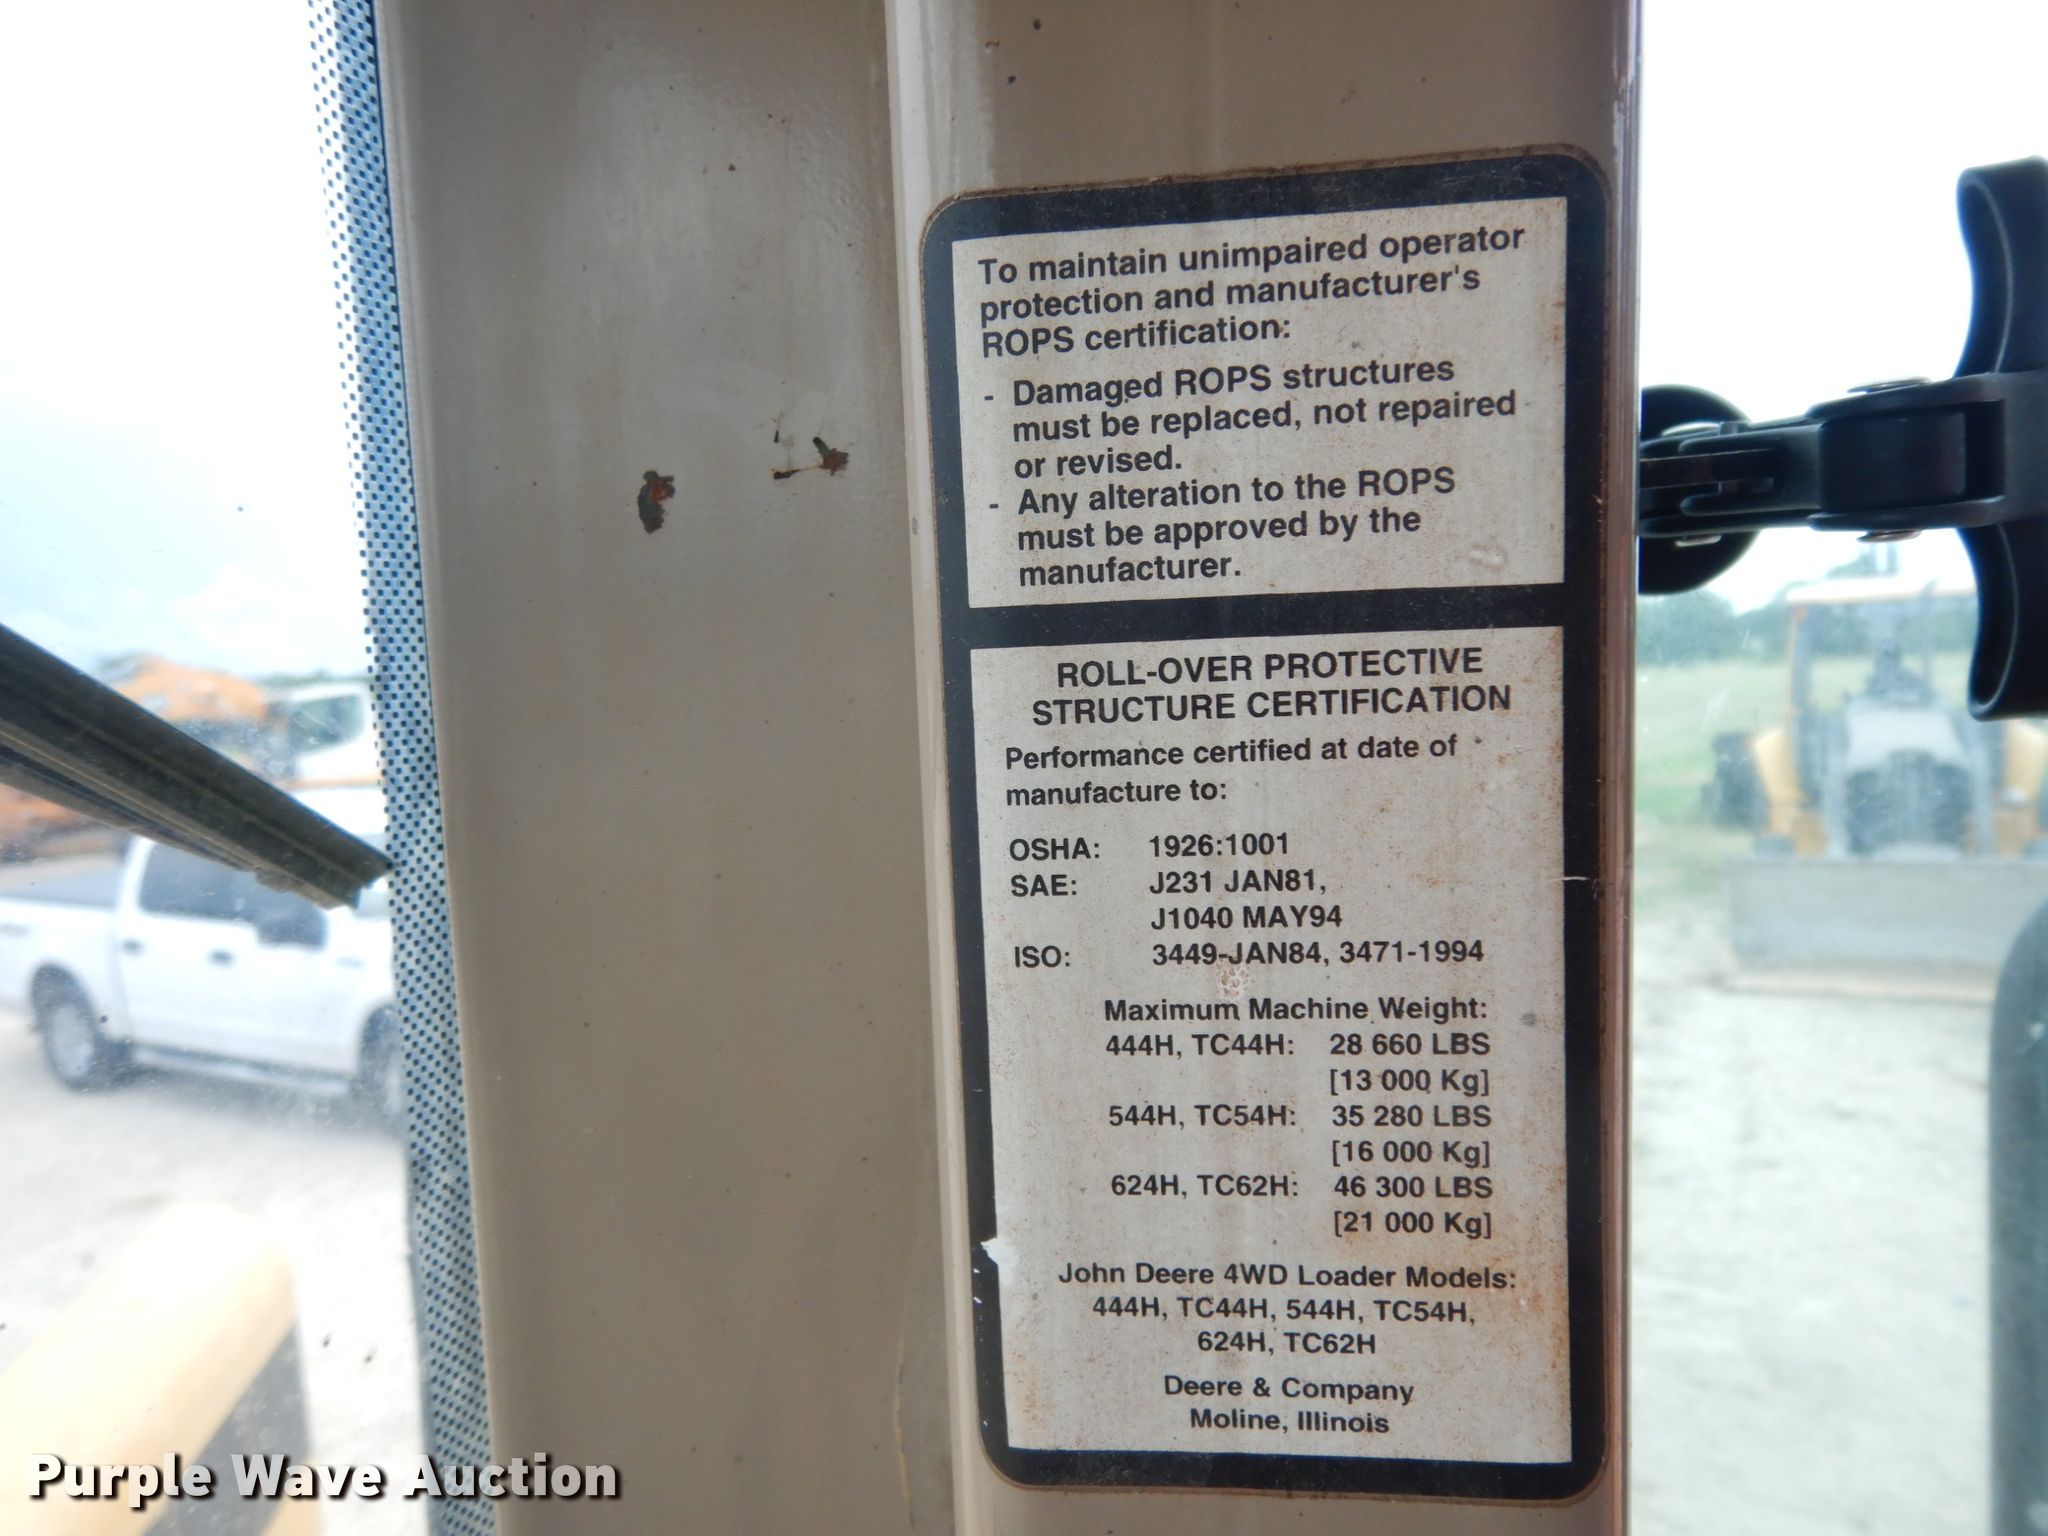 To maintain unimpaired operator
protection and manufacturer's
ROPS certification:
- Damaged ROPS structures
must be replaced, not repaired
or revised.
- Any alteration to the ROPS
must be approved by the
manufacturer.
ROLL-OVER PROTECTIVE
STRUCTURE CERTIFICATION
Performance certified at date of
manufacture to:
OSHA: 1926:1001
SAE: J231 JAN81,
J1040 MAY94
ISO: 3449-JAN84, 3471-1994
Maximum Machine Weight:
444H, TC44H: 28 660 LBS
[13 000 Kg]
544H, TC54H: 35 280 LBS
[16 000 Kg]
624H, TC62H: 46 300 LBS
[21 000 Kg]
John Deere 4WD Loader Models:
444H, TC44H, 544H, TC54H,
624H, TC62H
Deere & Company
Moline, Illinois
Purple Wave Auction